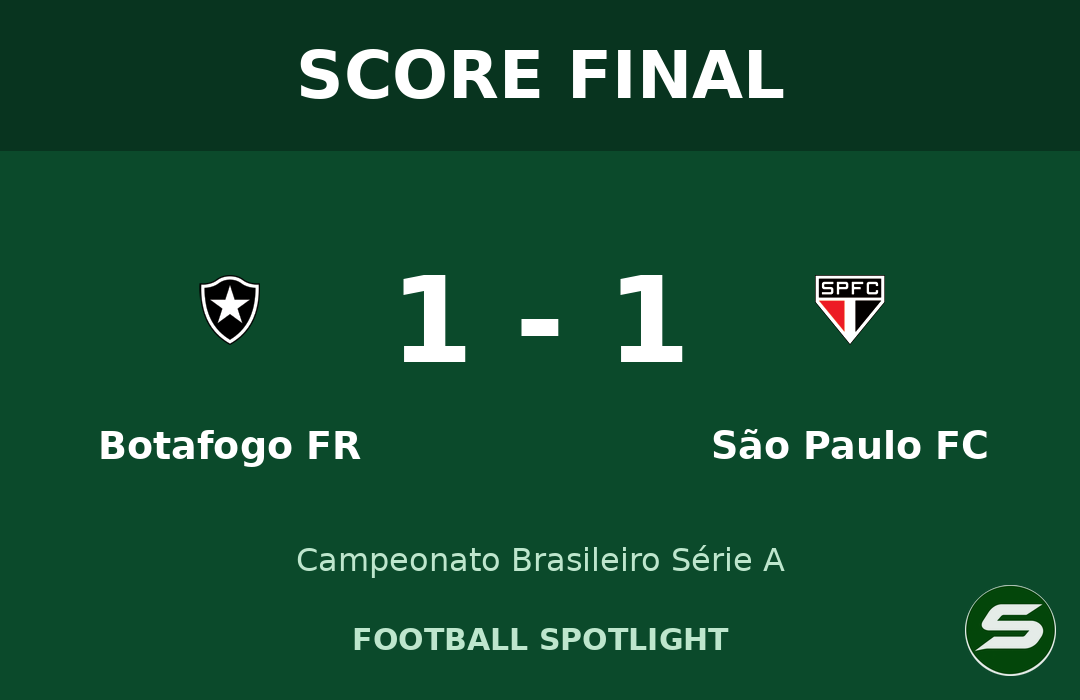 SCORE FINAL
SPFC
1 - 1
Botafogo FR
São Paulo FC
Campeonato Brasileiro Série A
FOOTBALL SPOTLIGHT
S